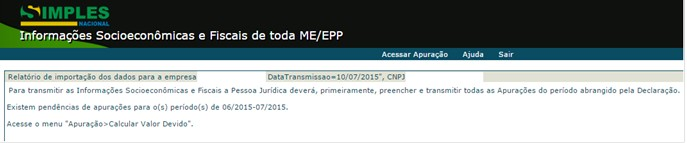 SIMPLES
NACIONAL
Informações Socioeconômicas e Fiscais de toda ME/EPP
Acessar Apuração Ajuda Sair
Relatório de importação dos dados para a empresa DataTransmissao=10/07/2015", CNPJ
Para transmitir as Informações Socioeconômicas e Fiscais a Pessoa Jurídica deverá, primeiramente, preencher e transmitir todas as Apurações do período abrangido pela Declaração.
Existem pendências de apurações para o(s) período(s) de 06/2015-07/2015.
Acesse o menu "Apuração>Calcular Valor Devido".